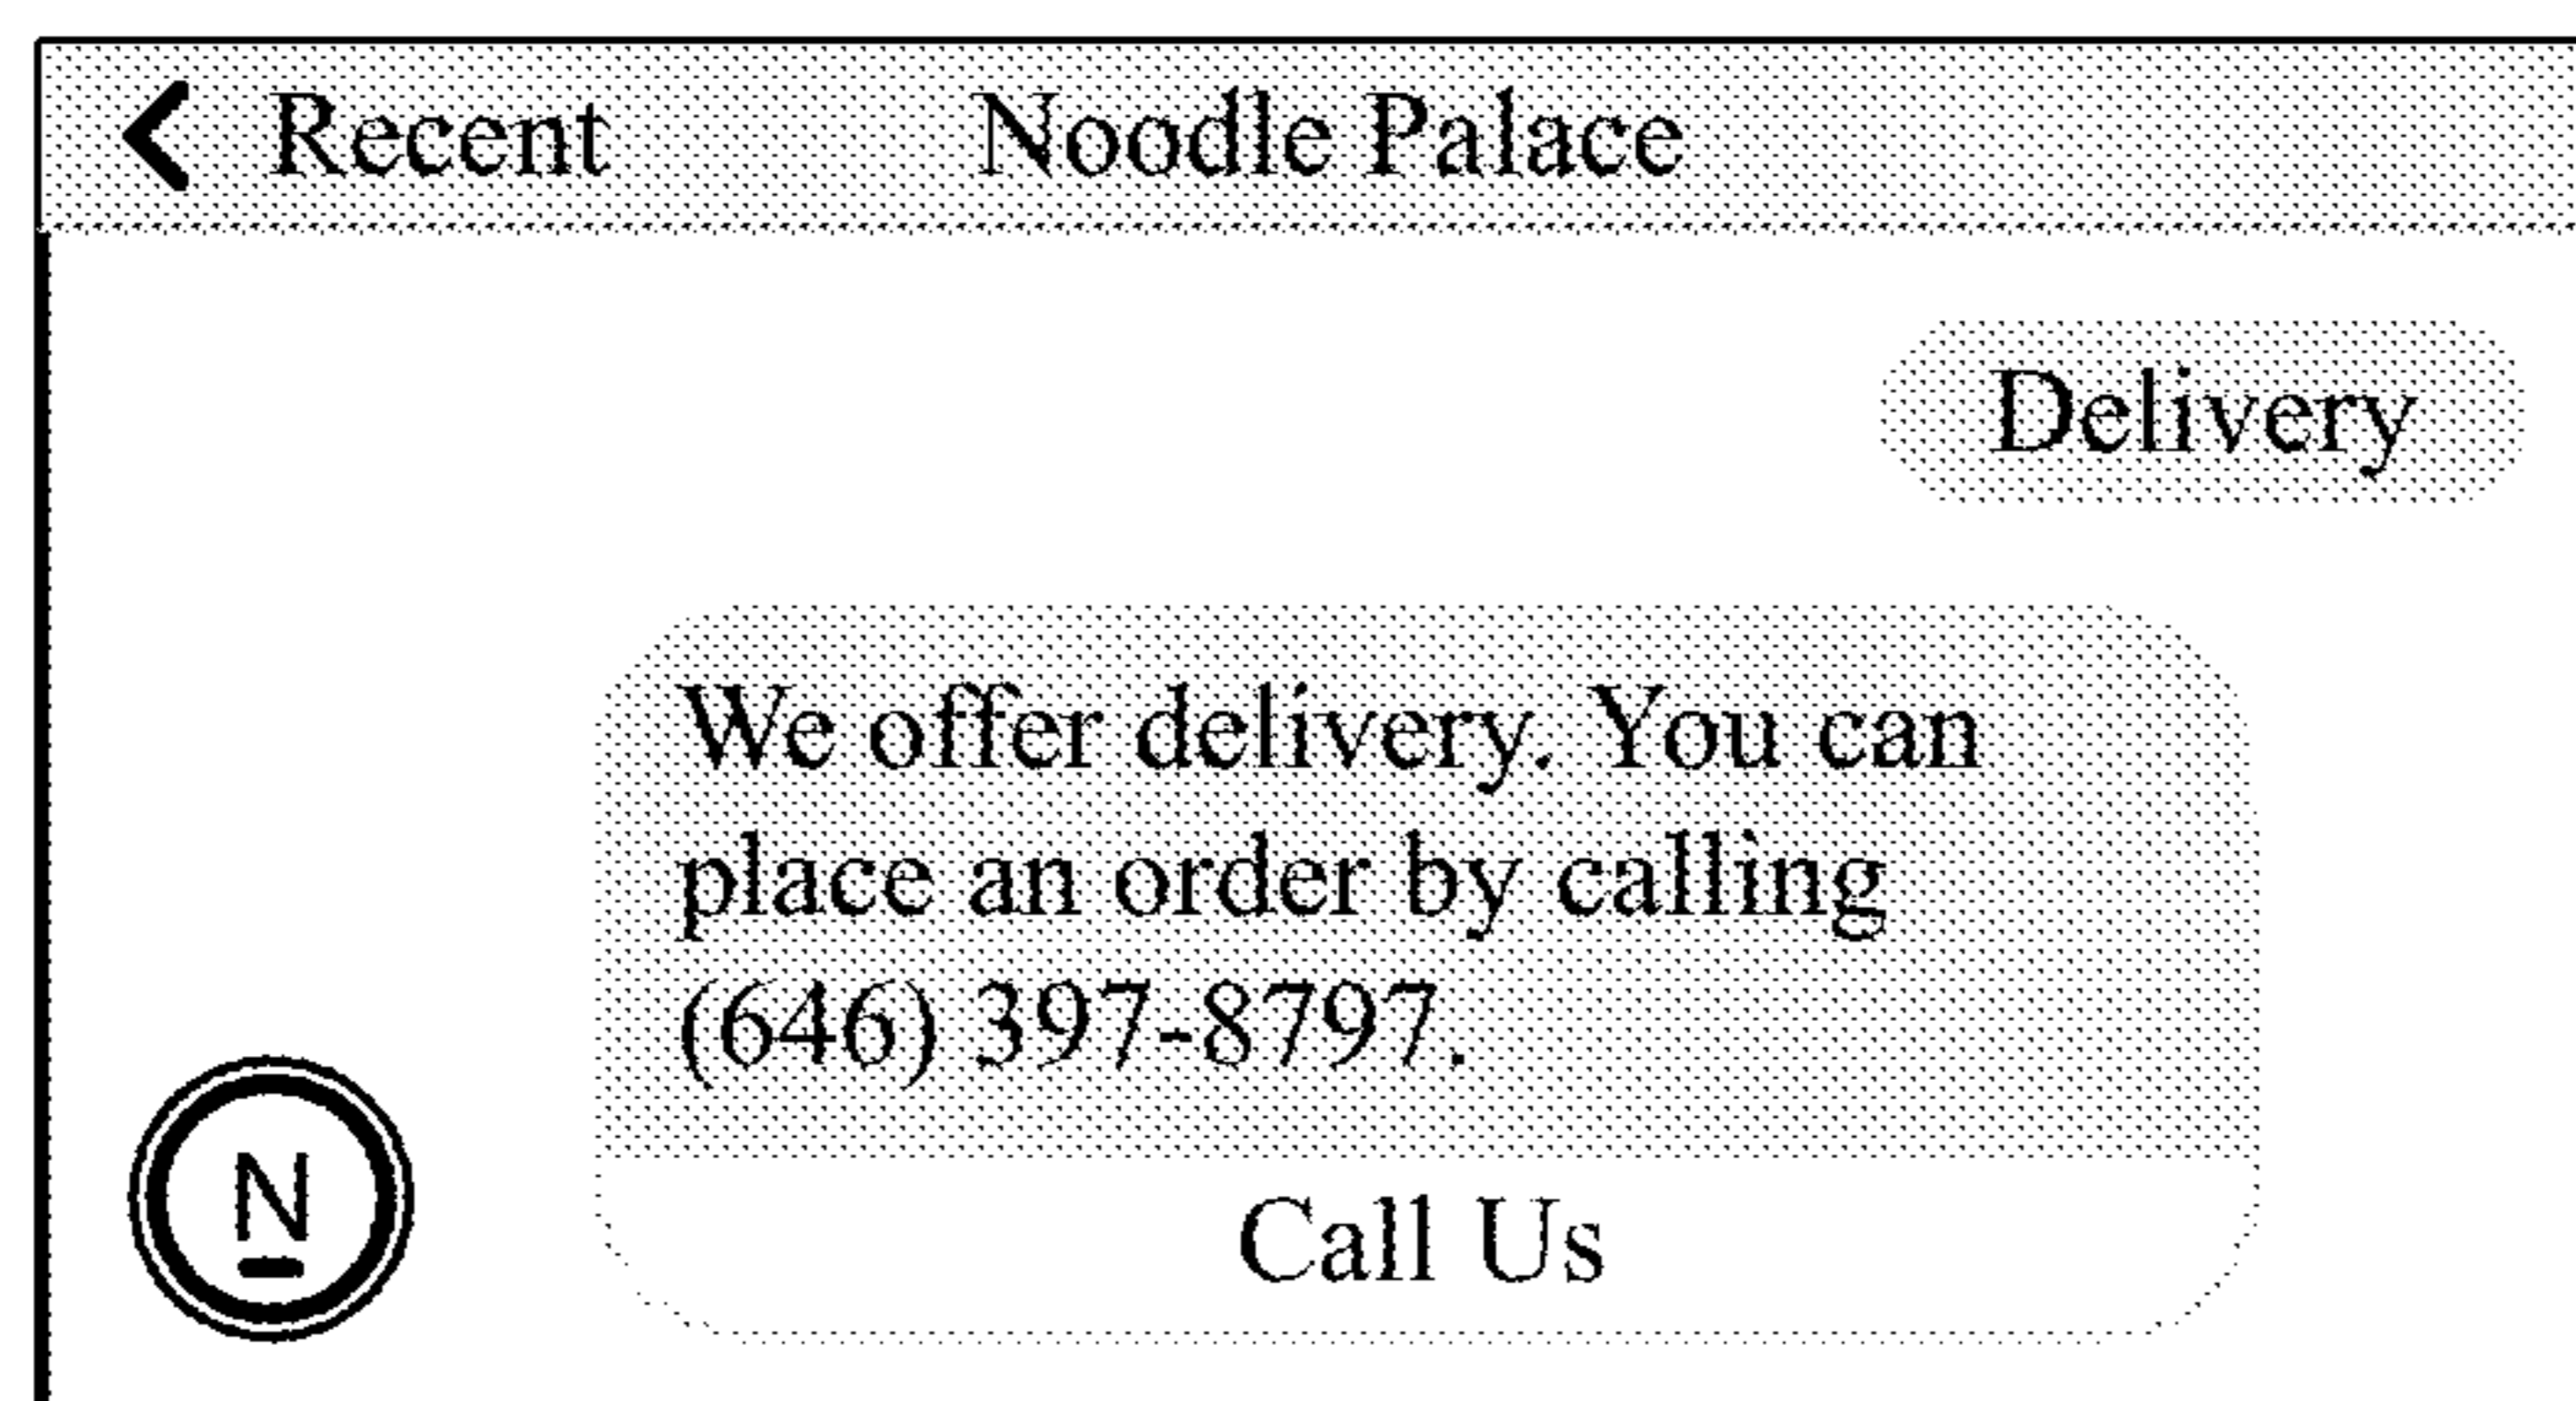 Recent
Noodle Palace
Delivery
We offer delivery. You can
place an order by calling
(646) 397-8797.
N
Call Us